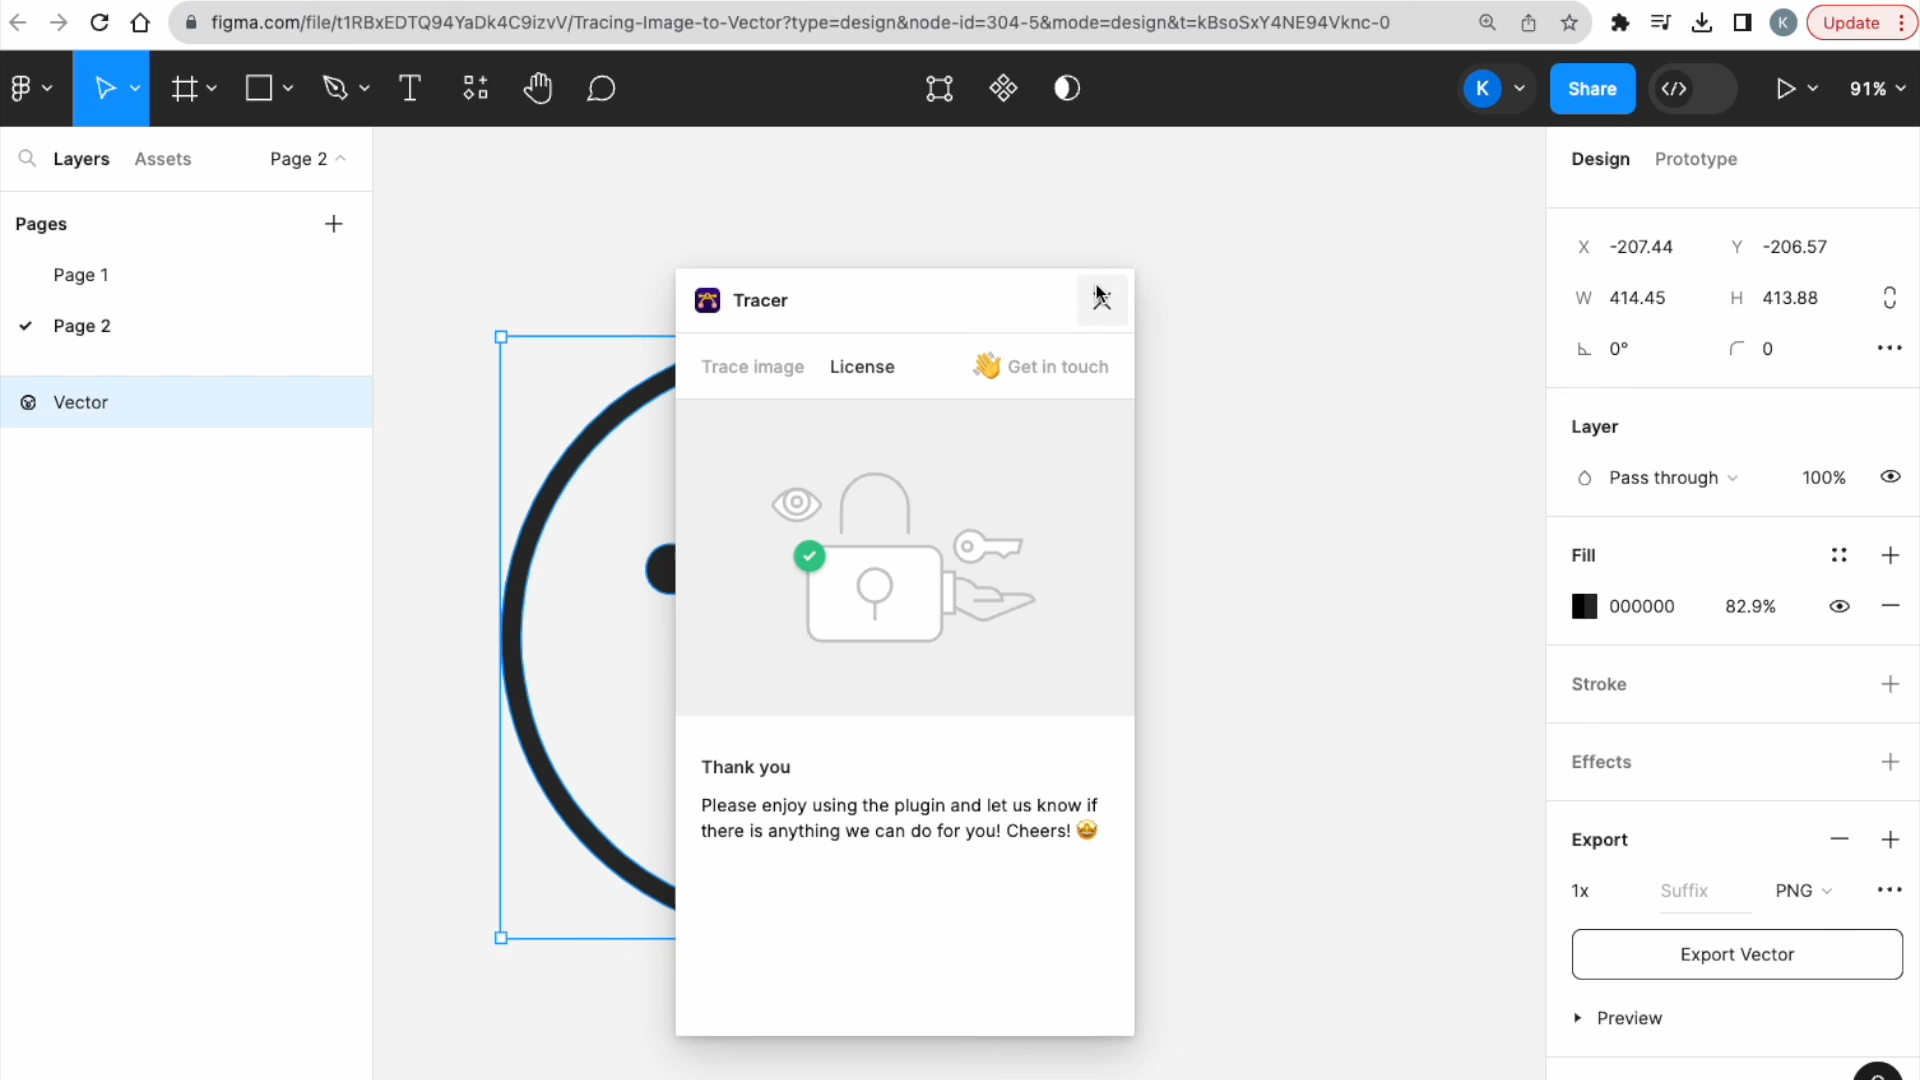 figma.com/file/t1RBxEDTQ94YaDk4C9izvV/Tracing-Image-to-Vector?type=design&node-id=304-5&mode=design&t=kBsoSxY4NE94Vknc-0
K
Update
K
Share
91%
Layers
Assets
Page 2
Pages
Page 1
Page 2
Vector
Tracer
Trace image
License
Get in touch
Thank you
Please enjoy using the plugin and let us know if
there is anything we can do for you! Cheers!
Design
Prototype
X -207.44
Y -206.57
W 414.45
H 413.88
0°
0
Layer
Pass through
100%
Fill
000000
82.9%
Stroke
Effects
Export
1x
Suffix
PNG
Export Vector
Preview